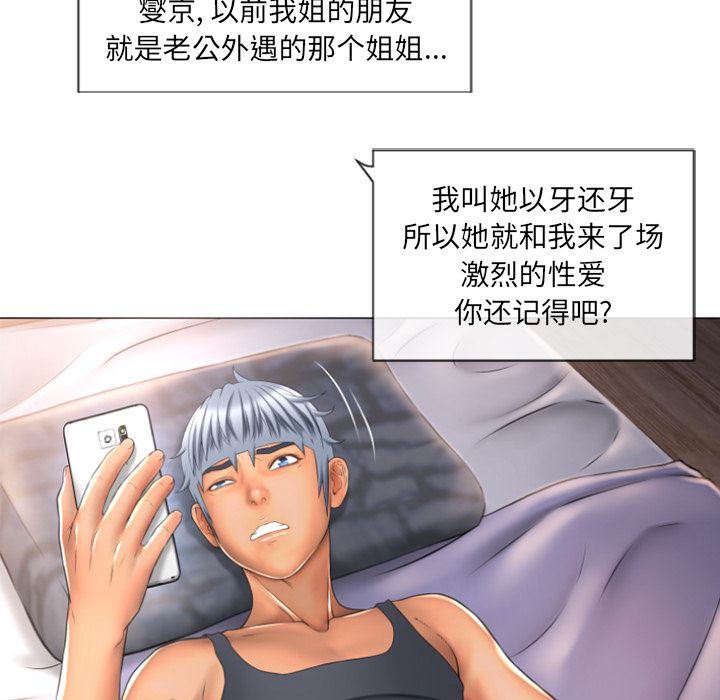 燮京, 以前我姐的朋友
就是老公外遇的那个姐姐...
我叫她以牙还牙
所以她就和我来了场
激烈的性爱
你还记得吧?